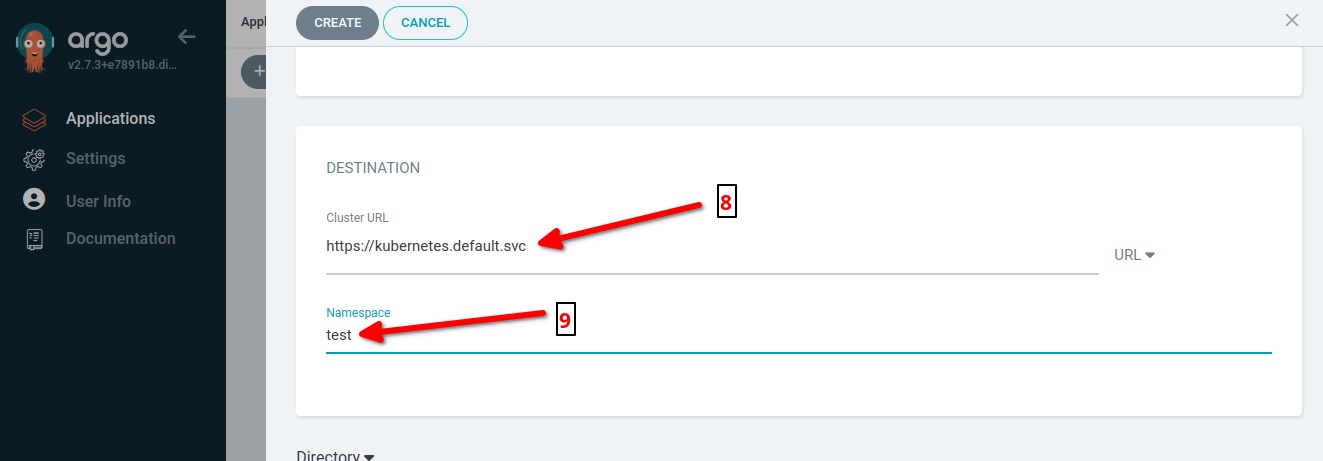 argo
v2.7.3+e7891b8.di...
Applications
Settings
User Info
Documentation
Appl
+
CREATE
CANCEL
DESTINATION
Cluster URL
https://kubernetes.default.svc
URL
8
Namespace
test
9
Directory